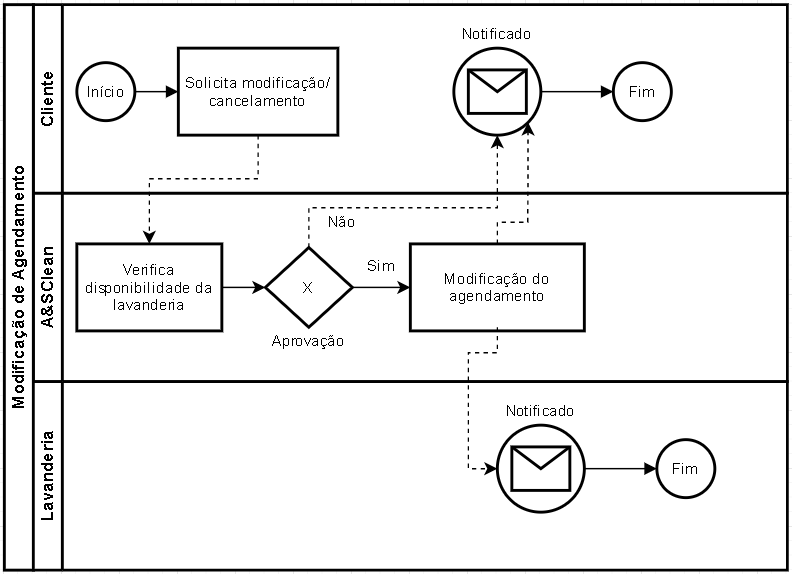 Modificação de Agendamento
Cliente
Início
Solicita modificação/
cancelamento
Notificado
Fim
A&SClean
Verifica
disponibilidade da
lavanderia
X
Aprovação
Não
Sim
Modificação do
agendamento
Lavanderia
Notificado
Fim